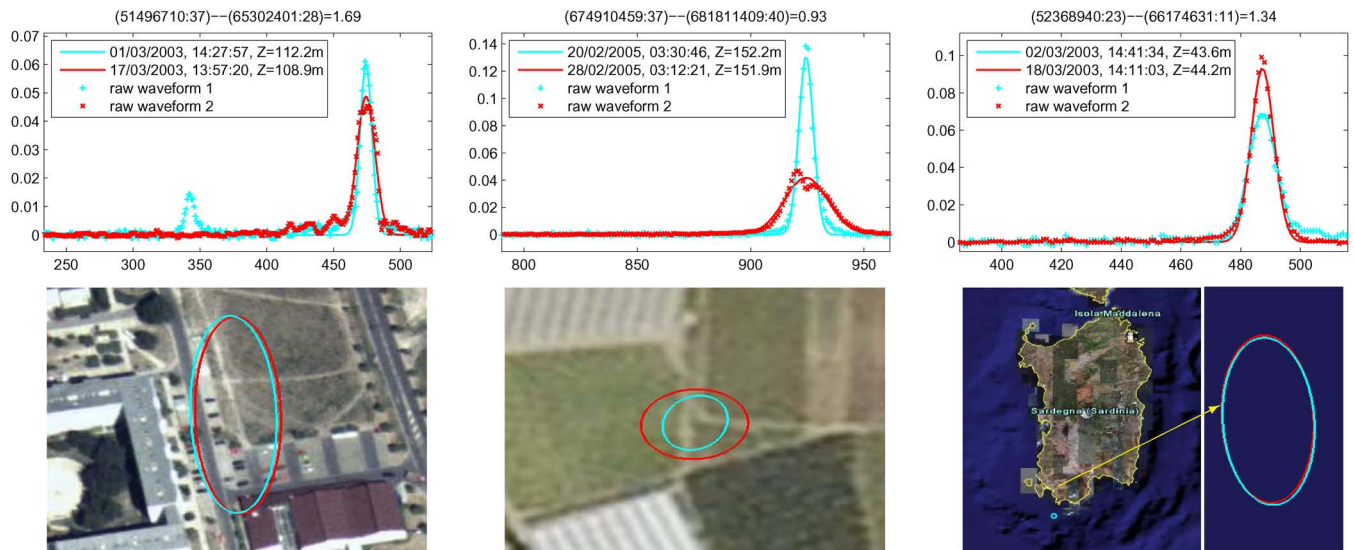 (51496710:37)−−(65302401:28)=1.69
0.07
0.06
0.05
0.04
0.03
0.02
0.01
0
01/03/2003, 14:27:57, Z=112.2m
17/03/2003, 13:57:20, Z=108.9m
raw waveform 1
raw waveform 2
250 300 350 400 450 500
(674910459:37)−−(681811409:40)=0.93
0.14
0.12
0.1
0.08
0.06
0.04
0.02
0
20/02/2005, 03:30:46, Z=152.2m
28/02/2005, 03:12:21, Z=151.9m
raw waveform 1
raw waveform 2
800 850 900 950
(52368940:23)−−(66174631:11)=1.34
0.1
0.08
0.06
0.04
0.02
0
02/03/2003, 14:41:34, Z=43.6m
18/03/2003, 14:11:03, Z=44.2m
raw waveform 1
raw waveform 2
400 420 440 460 480 500
Isola Maddalena
Sardegna (Sardinia)